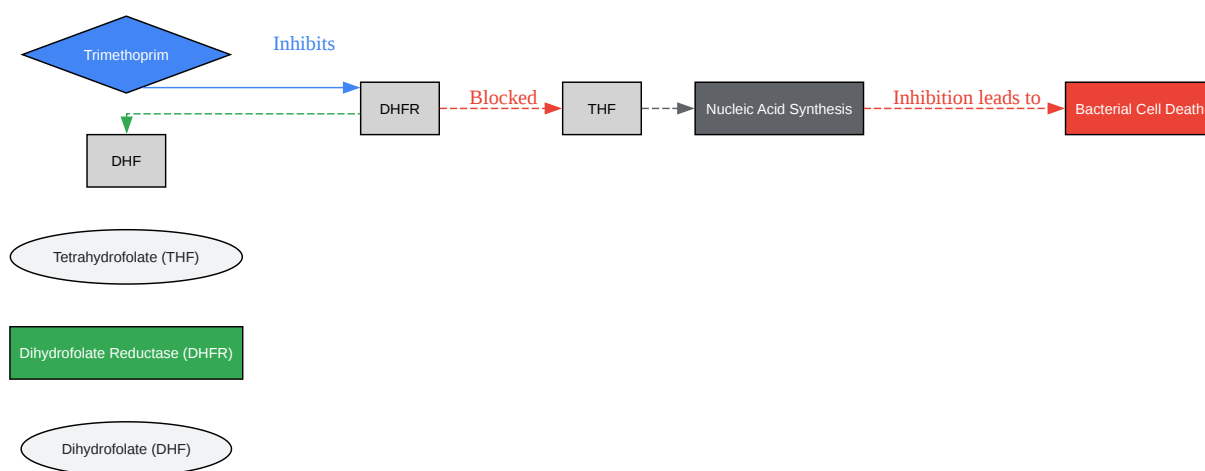 Trimethoprim
Inhibits
DHFR
Blocked
THF
Nucleic Acid Synthesis
Inhibition leads to
Bacterial Cell Death
DHF
Tetrahydrofolate (THF)
Dihydrofolate Reductase (DHFR)
Dihydrofolate (DHF)